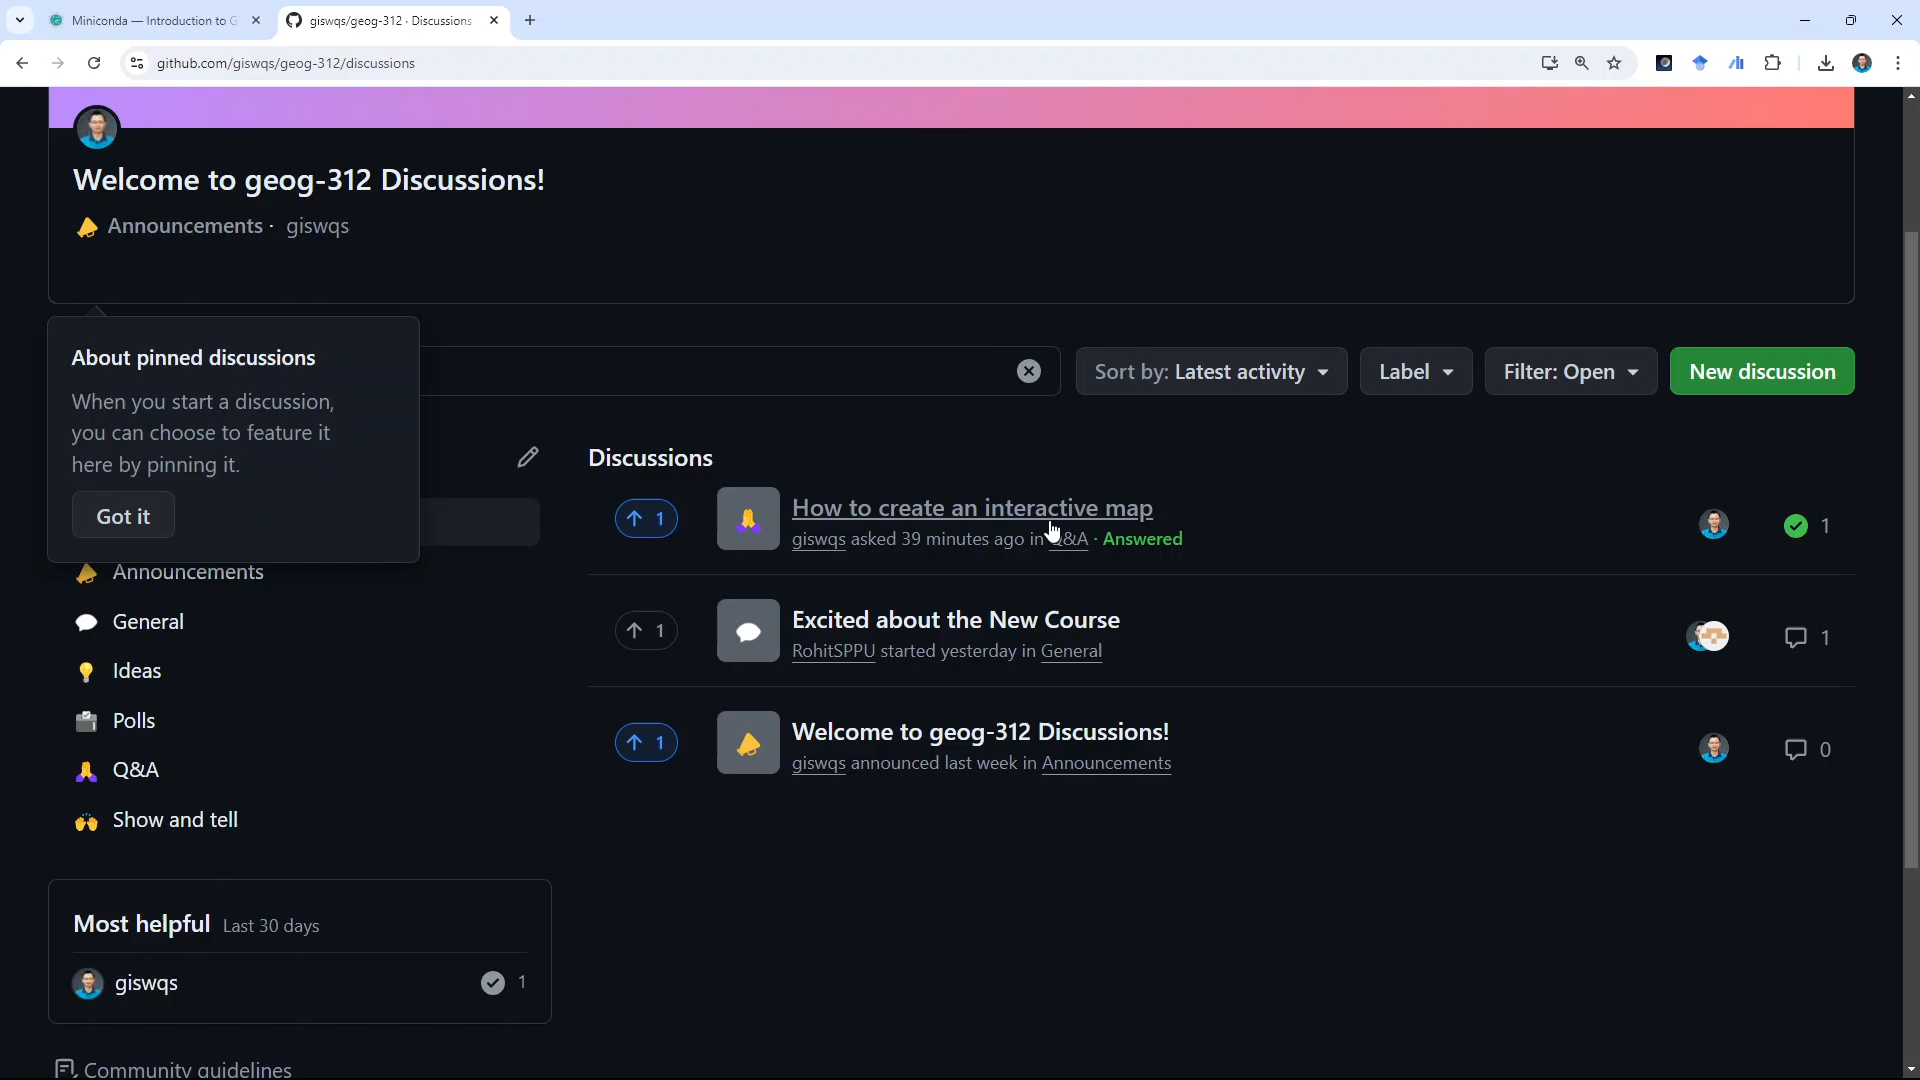 Miniconda — Introduction to G
giswqs/geog-312 · Discussions
github.com/giswqs/geog-312/discussions
Welcome to geog-312 Discussions!
Announcements · giswqs
About pinned discussions
When you start a discussion,
you can choose to feature it
here by pinning it.
Got it
Sort by: Latest activity
Label
Filter: Open
New discussion
Announcements
General
Ideas
Polls
Q&A
Show and tell
Most helpful Last 30 days
giswqs 1
Community guidelines
Discussions
1
How to create an interactive map
giswqs asked 39 minutes ago in Q&A · Answered
1
1
Excited about the New Course
RohitSPPU started yesterday in General
1
1
Welcome to geog-312 Discussions!
giswqs announced last week in Announcements
0